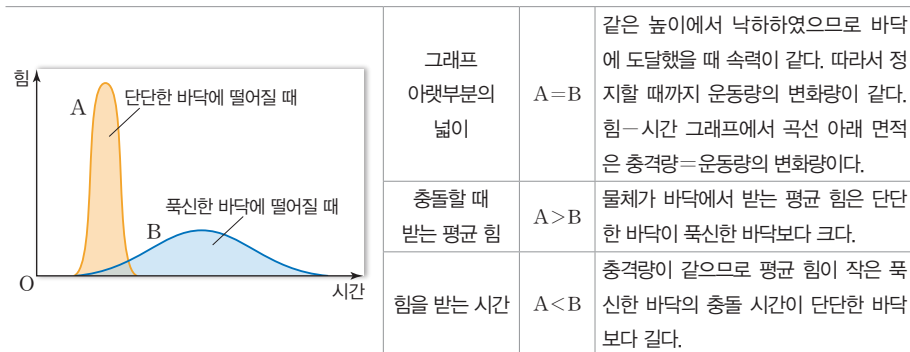 힘
A
단단한 바닥에 떨어질 때
푹신한 바닥에 떨어질 때
B
O
시간
그래프
아랫부분의
넓이
A=B
같은 높이에서 낙하하였으므로 바닥
에 도달했을 때 속력이 같다. 따라서 정
지할 때까지 운동량의 변화량이 같다.
힘-시간 그래프에서 곡선 아래 면적
은 충격량=운동량의 변화량이다.
충돌할 때
받는 평균 힘
A>B
물체가 바닥에서 받는 평균 힘은 단단
한 바닥이 푹신한 바닥보다 크다.
힘을 받는 시간
A<B
충격량이 같으므로 평균 힘이 작은 푹
신한 바닥의 충돌 시간이 단단한 바닥
보다 길다.